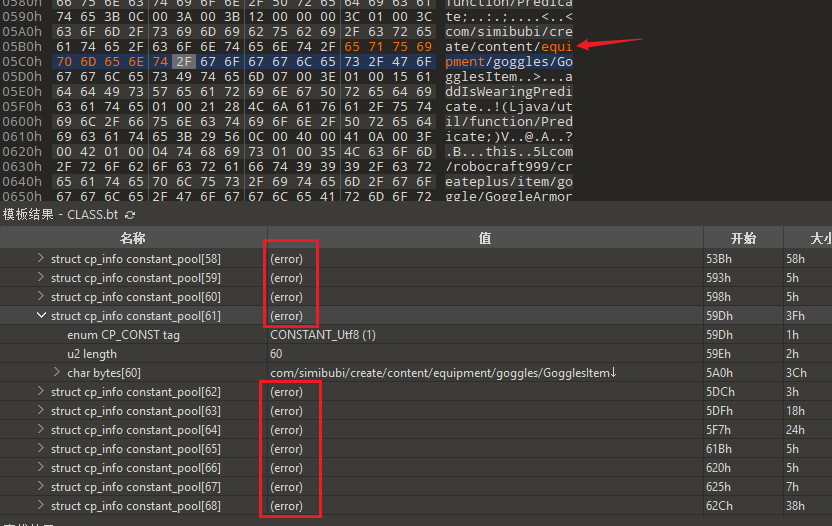 0580h 66 75 6E 63 74 69 6F 6E 2F 50 72 65 64 69 63 61 function/Predica
0590h 74 65 3B 0C 00 3A 00 3B 12 00 00 00 3C 01 00 3C te;..:.;....<..<
05A0h 63 6F 6D 2F 73 69 6D 69 62 75 62 69 2F 63 72 65 com/simibubi/cre
05B0h 61 74 65 2F 63 6F 6E 74 65 6E 74 2F 65 71 75 69 ate/content/equi
05C0h 70 6D 65 6E 74 2F 67 6F 67 67 6C 65 73 2F 47 6F pment/goggles/Go
05D0h 67 67 6C 65 73 49 74 65 6D 07 00 3E 01 00 15 61 gglesItem..>...a
05E0h 64 64 49 73 57 65 61 72 69 6E 67 50 72 65 64 69 ddIsWearingPredi
05F0h 63 61 74 65 01 00 21 28 4C 6A 61 76 61 2F 75 74 cate..!(Ljava/ut
0600h 69 6C 2F 66 75 6E 63 74 69 6F 6E 2F 50 72 65 64 il/function/Pred
0610h 69 63 61 74 65 3B 29 56 0C 00 40 00 41 0A 00 3F icate;)V..@.A..?
0620h 00 42 01 00 04 74 68 69 73 01 00 35 4C 63 6F 6D .B...this..5Lcom
0630h 2F 72 6F 62 6F 63 72 61 66 74 39 39 39 2F 63 72 /robocraft999/cr
0640h 65 61 74 65 70 6C 75 73 2F 69 74 65 6D 2F 67 6F eateplus/item/go
0650h 67 67 6C 65 2F 47 6F 67 67 6C 65 41 72 6D 6F 72 ggle/GoggleArmor
模板结果 - CLASS.bt
名称 值 开始 大小
struct cp_info constant_pool[58] (error) 53Bh 58h
struct cp_info constant_pool[59] (error) 593h 5h
struct cp_info constant_pool[60] (error) 598h 5h
struct cp_info constant_pool[61] (error) 59Dh 3Fh
enum CP_CONST tag CONSTANT_Utf8 (1) 59Dh 1h
u2 length 60 59Eh 2h
char bytes[60] com/simibubi/create/content/equipment/goggles/GogglesItem↓ 5A0h 3Ch
struct cp_info constant_pool[62] (error) 5DCh 3h
struct cp_info constant_pool[63] (error) 5DFh 18h
struct cp_info constant_pool[64] (error) 5F7h 24h
struct cp_info constant_pool[65] (error) 61Bh 5h
struct cp_info constant_pool[66] (error) 620h 5h
struct cp_info constant_pool[67] (error) 625h 7h
struct cp_info constant_pool[68] (error) 62Ch 38h